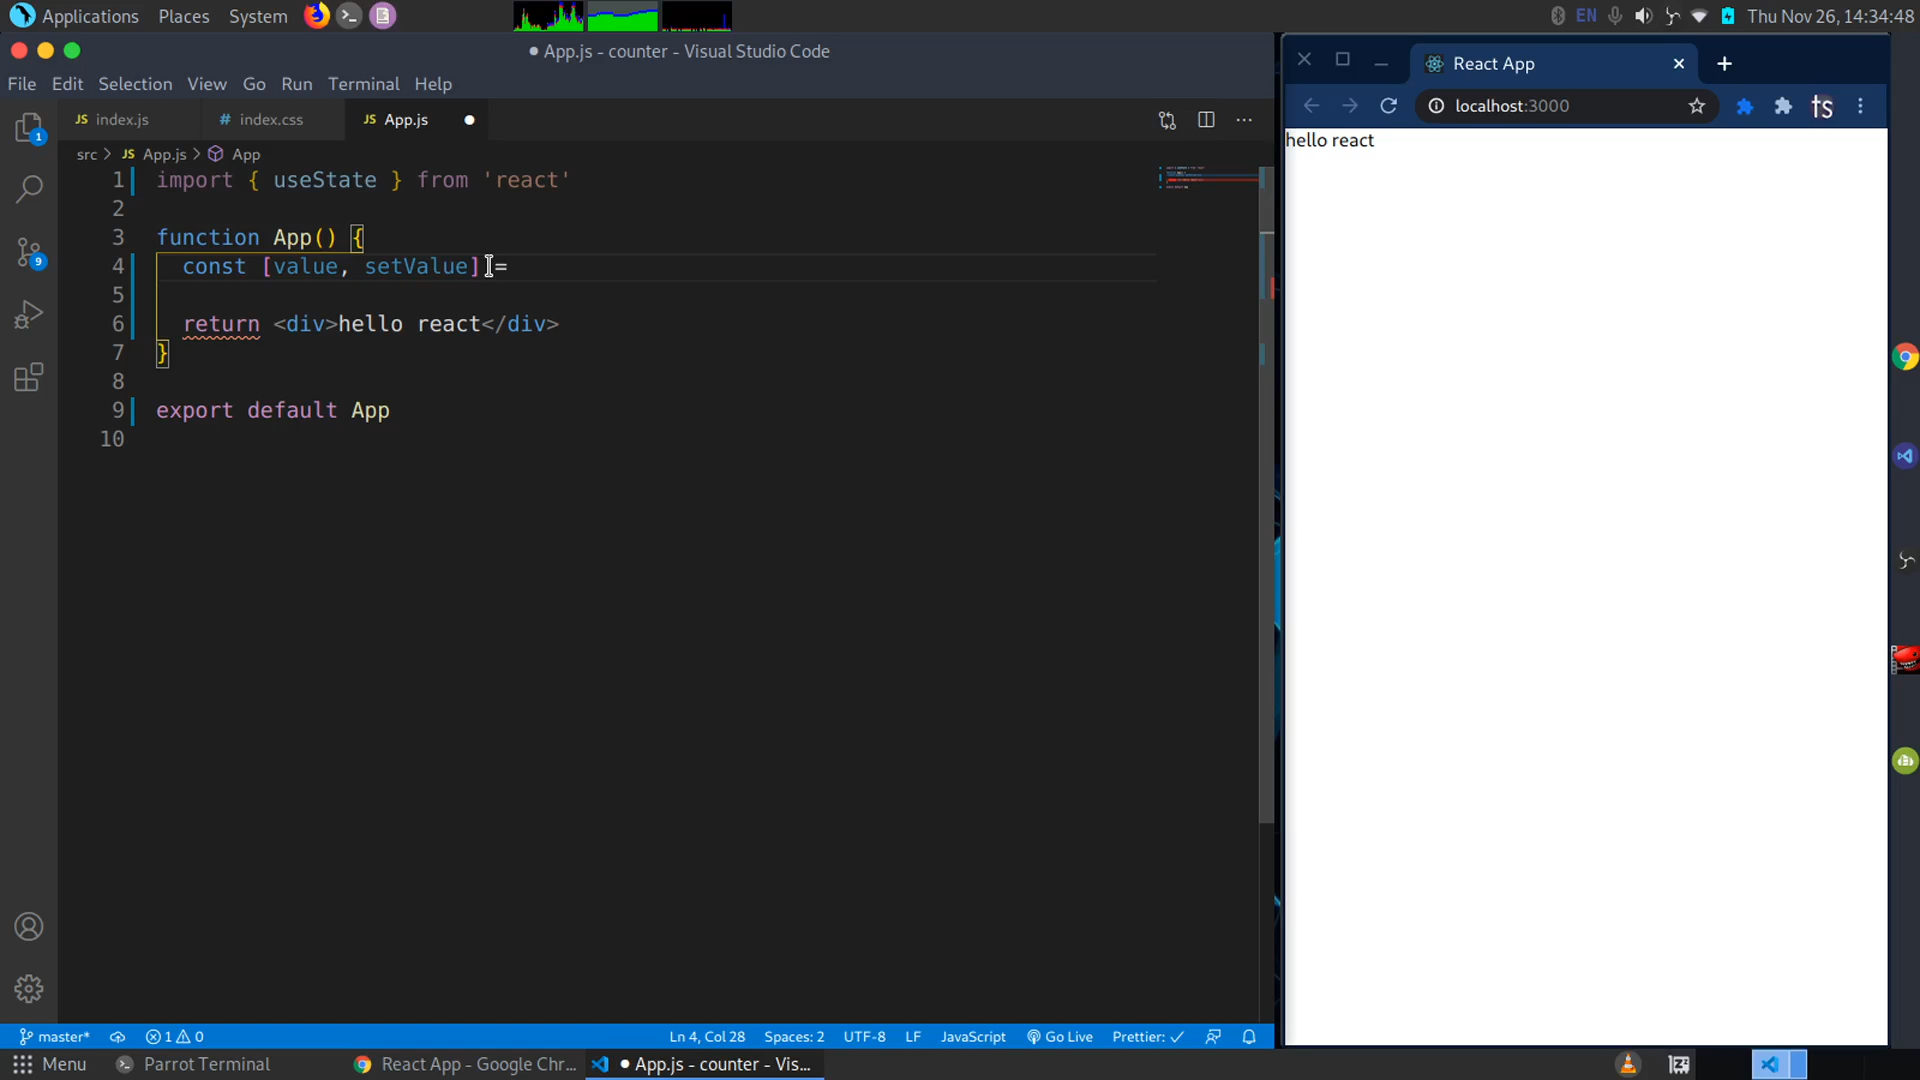 Applications Places System EN Thu Nov 26, 14:34:48
● App.js - counter - Visual Studio Code
File Edit Selection View Go Run Terminal Help
JS index.js # index.css JS App.js ●
src > JS App.js > App
1 import { useState } from 'react'
2
3 function App() {
4 const [value, setValue] =
5
6 return <div>hello react</div>
7 }
8
9 export default App
10
1
9
master* 1 0 Ln 4, Col 28 Spaces: 2 UTF-8 LF JavaScript Go Live Prettier: ✓
React App
localhost:3000 ts
hello react
Menu Parrot Terminal React App - Google Chr... ● App.js - counter - Vis...